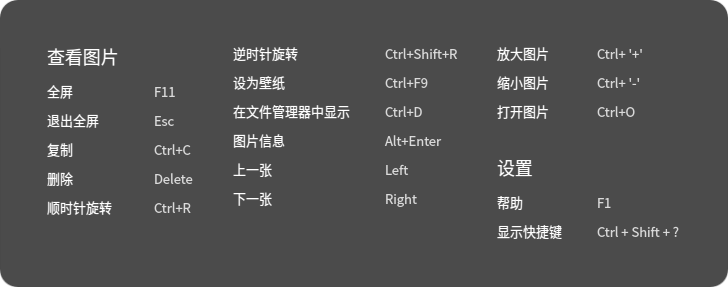 查看图片
全屏 F11
退出全屏 Esc
复制 Ctrl+C
删除 Delete
顺时针旋转 Ctrl+R
逆时针旋转 Ctrl+Shift+R
设为壁纸 Ctrl+F9
在文件管理器中显示 Ctrl+D
图片信息 Alt+Enter
上一张 Left
下一张 Right
放大图片 Ctrl+ '+'
缩小图片 Ctrl+ '-'
打开图片 Ctrl+O
设置
帮助 F1
显示快捷键 Ctrl + Shift + ?